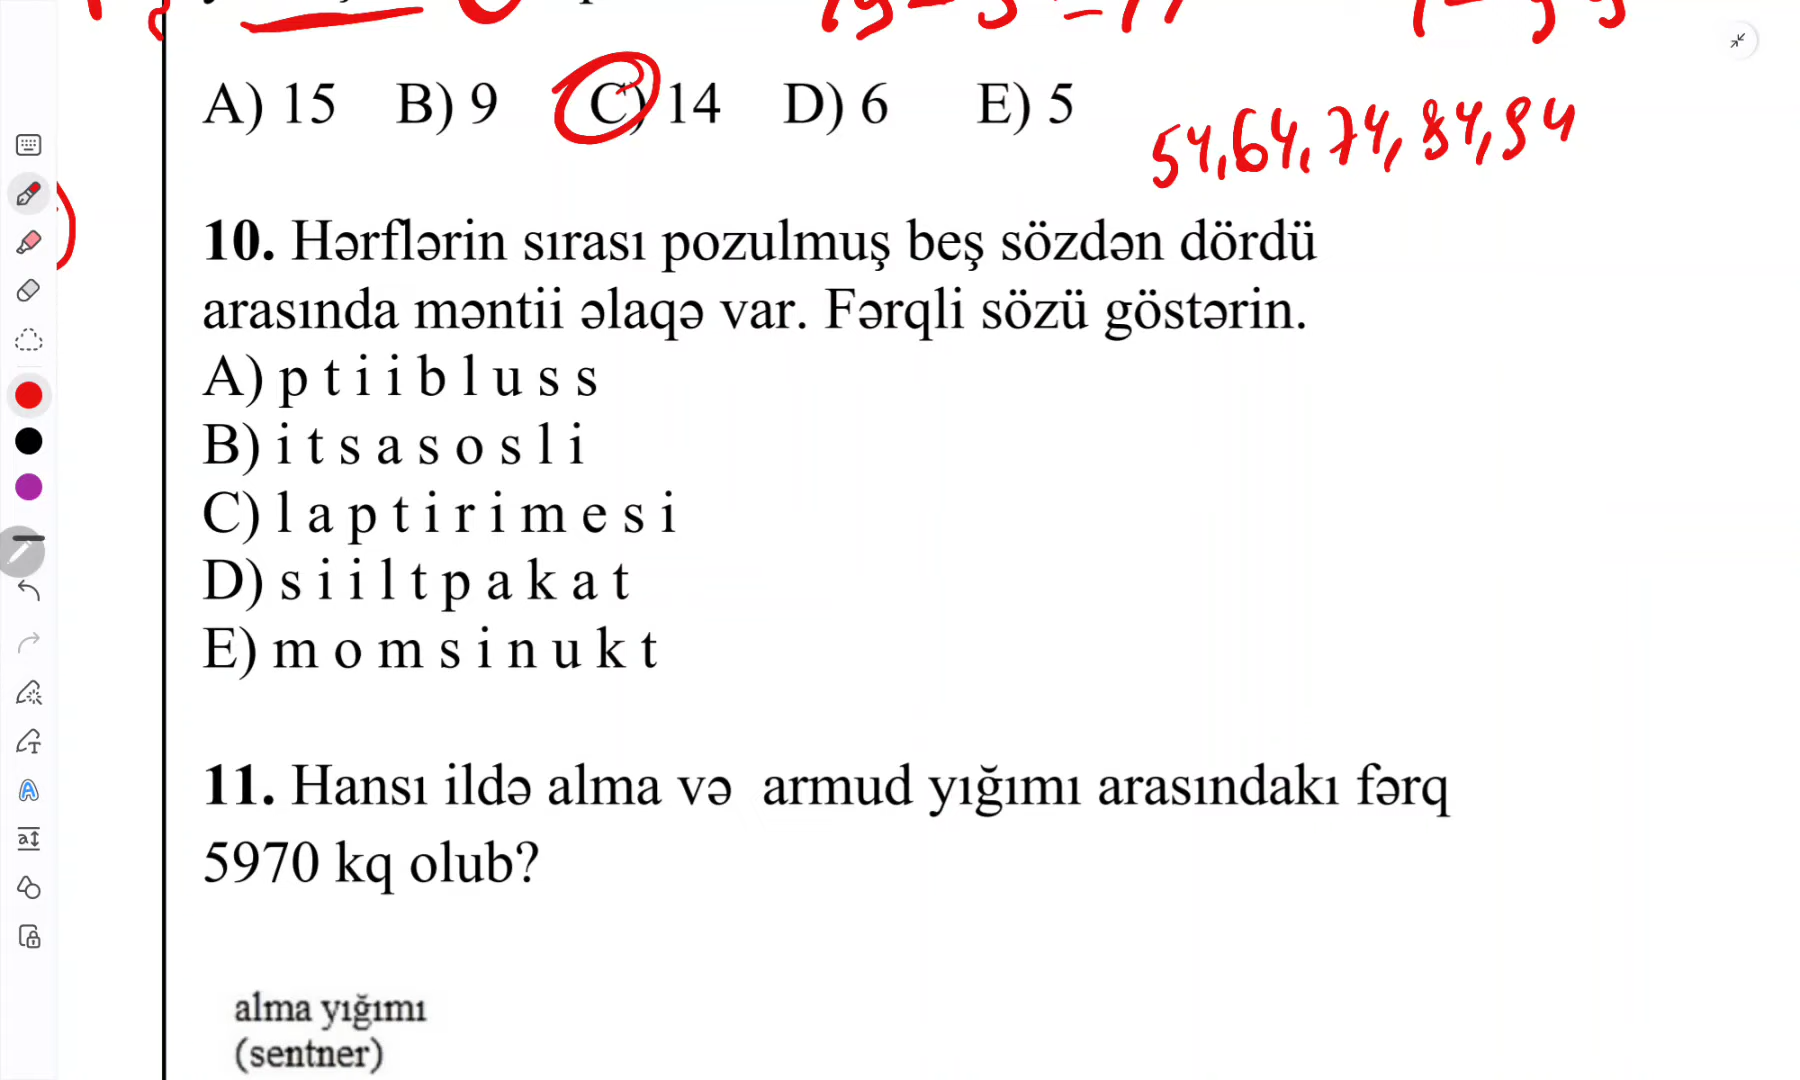 A) 15 B) 9 C) 14 D) 6 E) 5
54, 64, 74, 84, 94
10. Hərflərin sırası pozulmuş beş sözdən dördü
arasında məntii əlaqə var. Fərqli sözü göstərin.
A) p t i i b l u s s
B) i t s a s o s l i
C) l a p t i r i m e s i
D) s i i l t p a k a t
E) m o m s i n u k t
11. Hansı ildə alma və armud yığımı arasındakı fərq
5970 kq olub?
alma yığımı
(sentner)